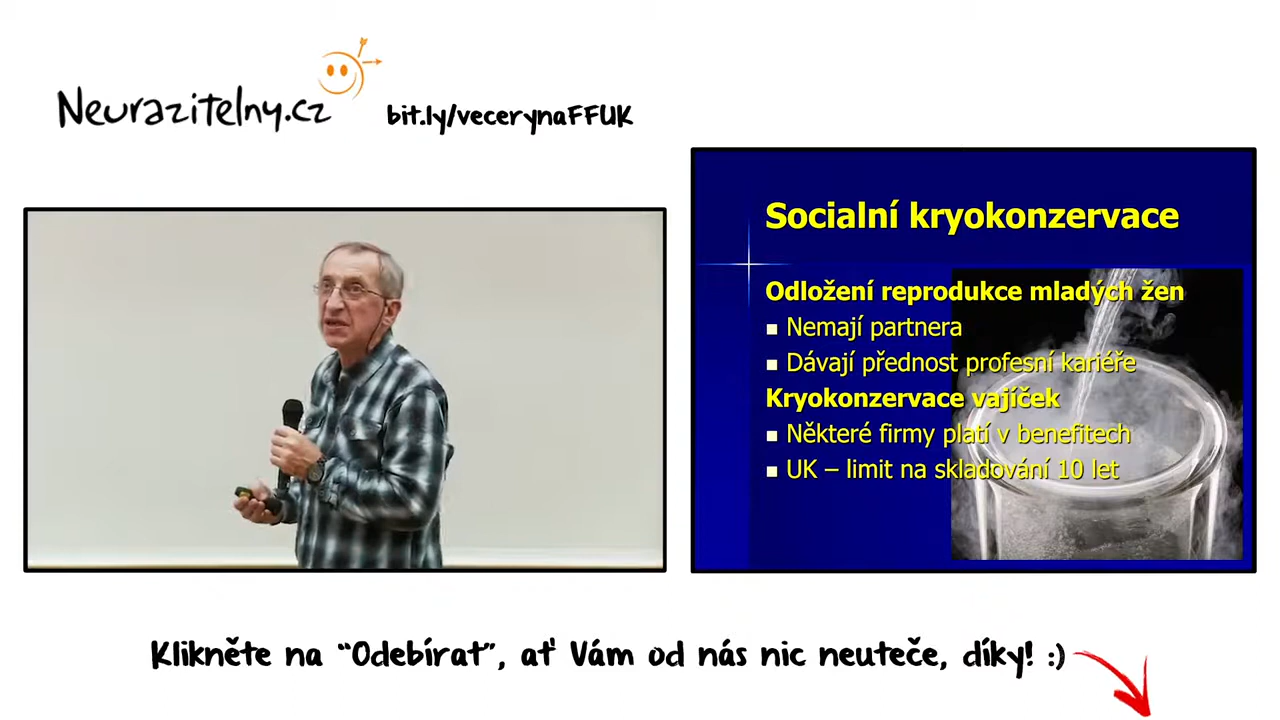 Neurazitelny.cz
bit.ly/vecerynaFFUK
Socialní kryokonzervace
Odložení reprodukce mladých žen
Nemají partnera
Dávají přednost profesní kariéře
Kryokonzervace vajíček
Některé firmy platí v benefitech
UK – limit na skladování 10 let
Klikněte na “Odebírat”, ať Vám od nás nic neuteče, díky! :)